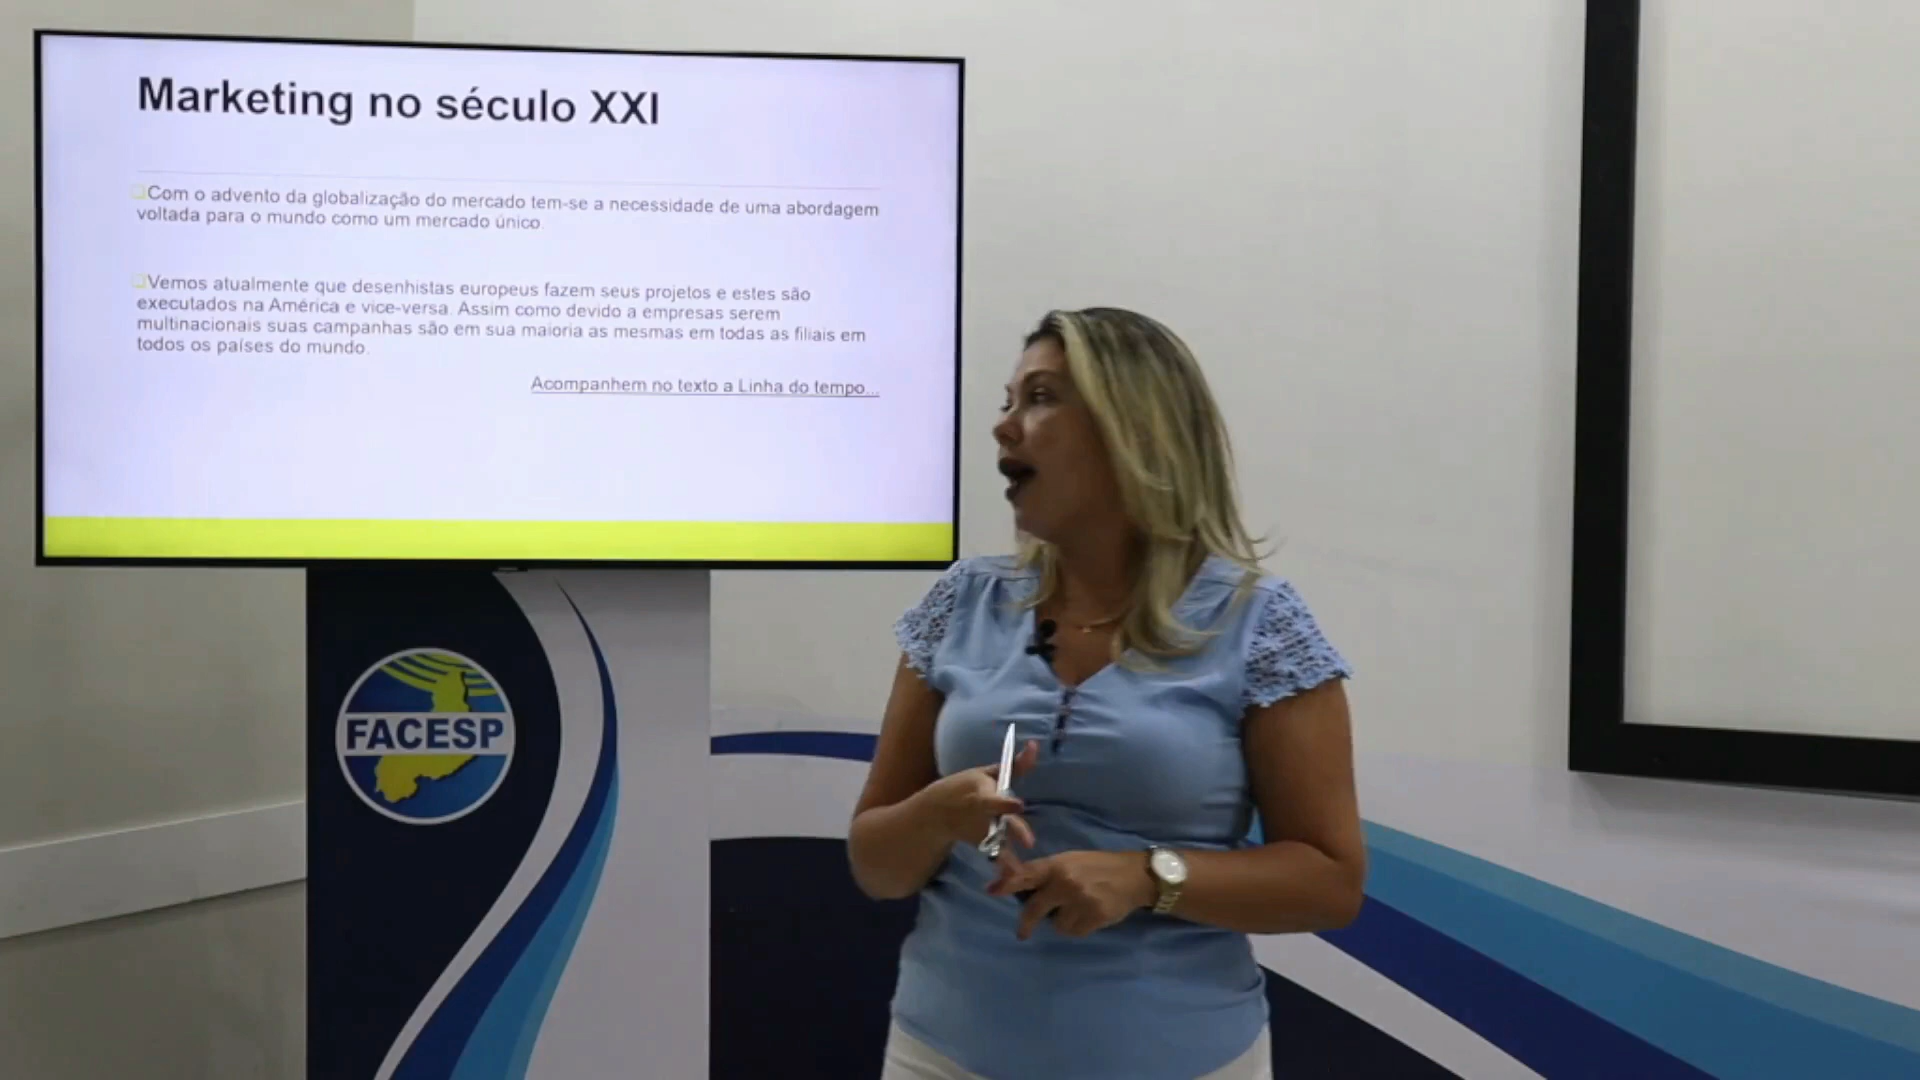 Marketing no século XXI
Com o advento da globalização do mercado tem-se a necessidade de uma abordagem
voltada para o mundo como um mercado único.
Vemos atualmente que desenhistas europeus fazem seus projetos e estes são
executados na América e vice-versa. Assim como devido a empresas serem
multinacionais suas campanhas são em sua maioria as mesmas em todas as filiais em
todos os países do mundo.
Acompanhem no texto a Linha do tempo...
FACESP